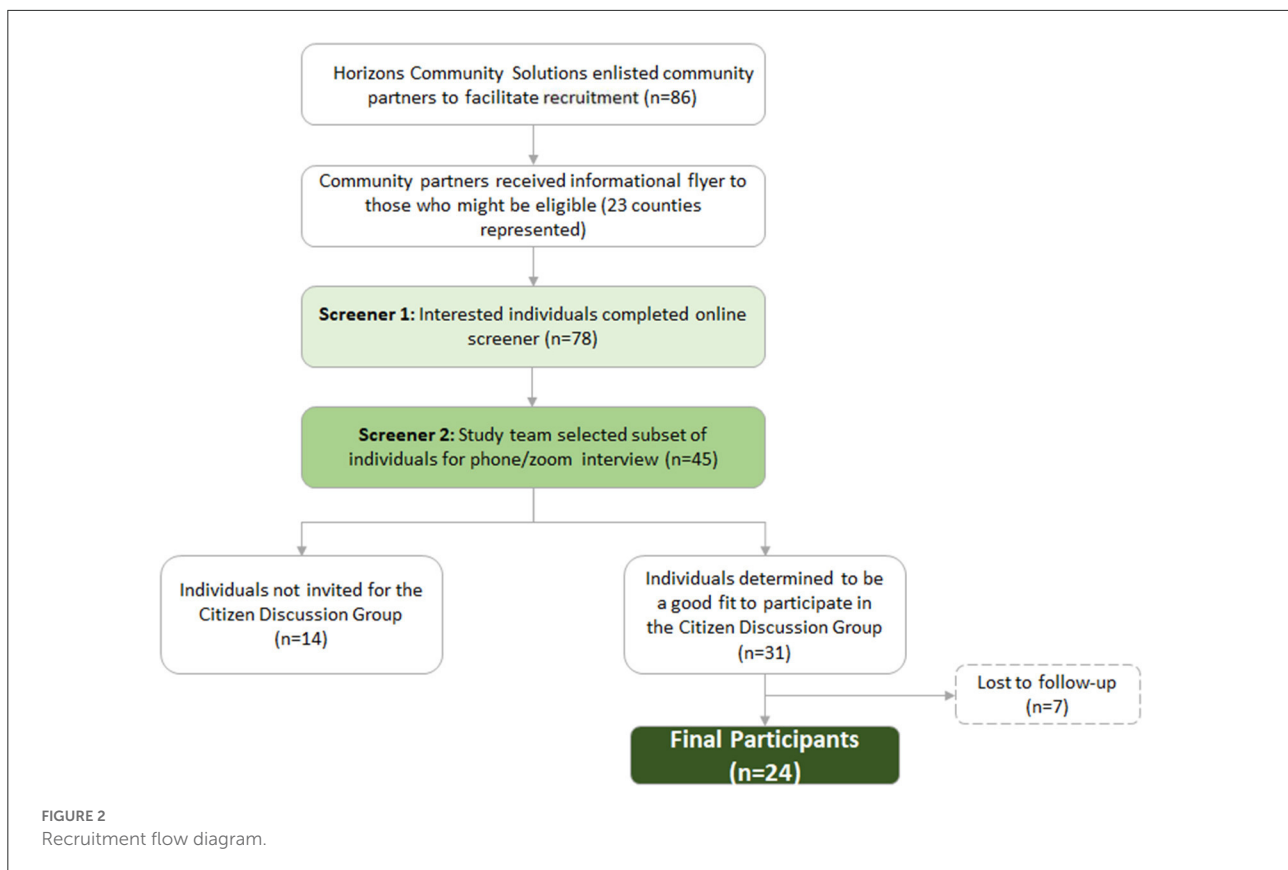 Horizons Community Solutions enlisted community
partners to facilitate recruitment (n=86)
Community partners received informational flyer to
those who might be eligible (23 counties
represented)
Screener 1: Interested individuals completed online
screener (n=78)
Screener 2: Study team selected subset of
individuals for phone/zoom interview (n=45)
Individuals not invited for the
Citizen Discussion Group
(n=14)
Individuals determined to be
a good fit to participate in
the Citizen Discussion Group
(n=31)
Lost to follow-up
(n=7)
Final Participants
(n=24)
FIGURE 2
Recruitment flow diagram.